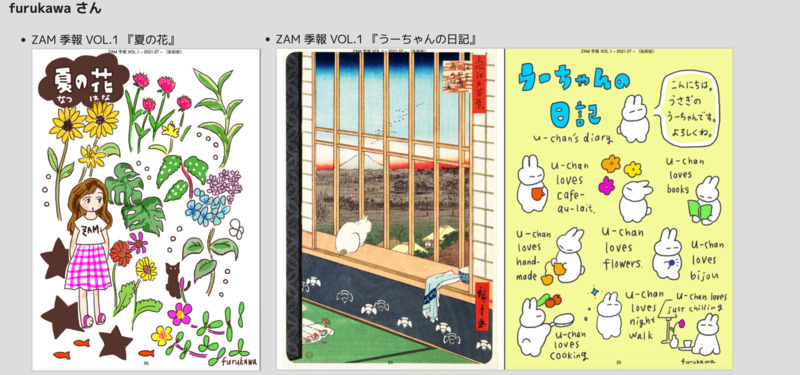 furukawa さん
ZAM 季報 VOL.1 『夏の花』
ZAM 季報 VOL.1 『うーちゃんの日記』
夏の花
なつ はな
ZAM
furukawa
うーちゃんの
日記
u-chan's diary
こんにちは。
うさぎの
うーちゃんです。
よろしくね。
u-chan
loves
cafe-
au-lait.
u-chan
loves
books
u-chan
loves
hand-
made
u-chan
loves
flowers.
u-chan
loves
bijou
u-chan
loves
cooking
u-chan
loves
night
walk
u-chan loves
just chilling
furukawa